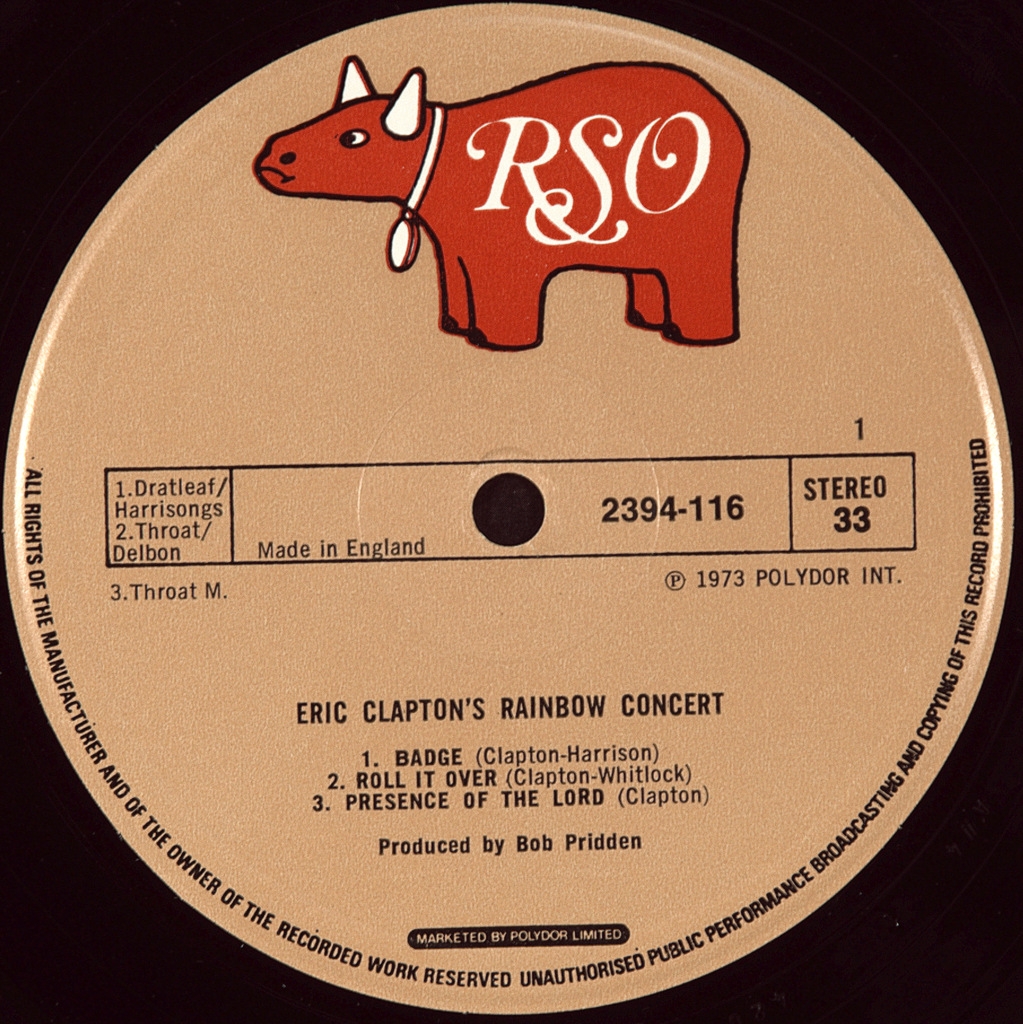 RSO
1
1.Dratleaf/
Harrisongs
2.Throat/
Delbon
Made in England
2394-116
STEREO
33
3.Throat M.
Ⓟ 1973 POLYDOR INT.
ERIC CLAPTON'S RAINBOW CONCERT
1. BADGE (Clapton-Harrison)
2. ROLL IT OVER (Clapton-Whitlock)
3. PRESENCE OF THE LORD (Clapton)
Produced by Bob Pridden
MARKETED BY POLYDOR LIMITED
ALL RIGHTS OF THE MANUFACTURER AND OF THE OWNER OF THE RECORDED WORK RESERVED UNAUTHORISED PUBLIC PERFORMANCE BROADCASTING AND COPYING OF THIS RECORD PROHIBITED